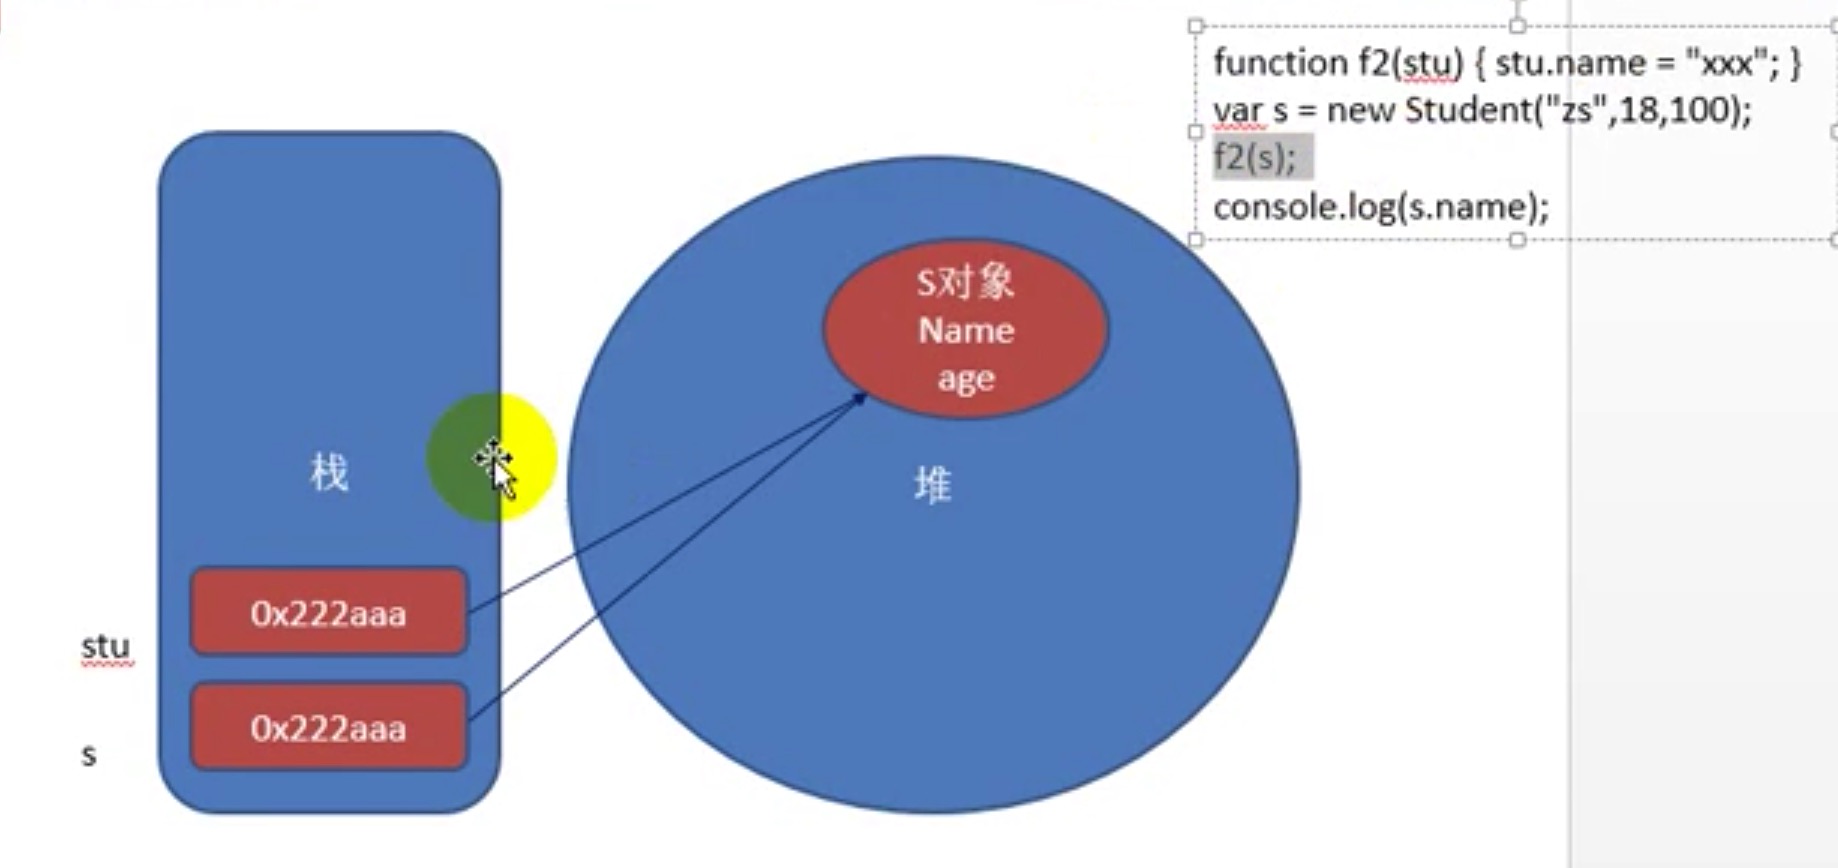 function f2(stu) { stu.name = "xxx"; }
var s = new Student("zs",18,100);
f2(s);
console.log(s.name);
S对象
Name
age
栈
堆
0x222aaa
stu
0x222aaa
s